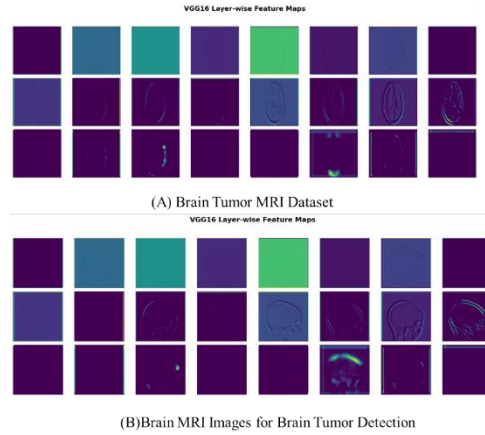 VGG16 Layer-wise Feature Maps
(A) Brain Tumor MRI Dataset
VGG16 Layer-wise Feature Maps
(B)Brain MRI Images for Brain Tumor Detection